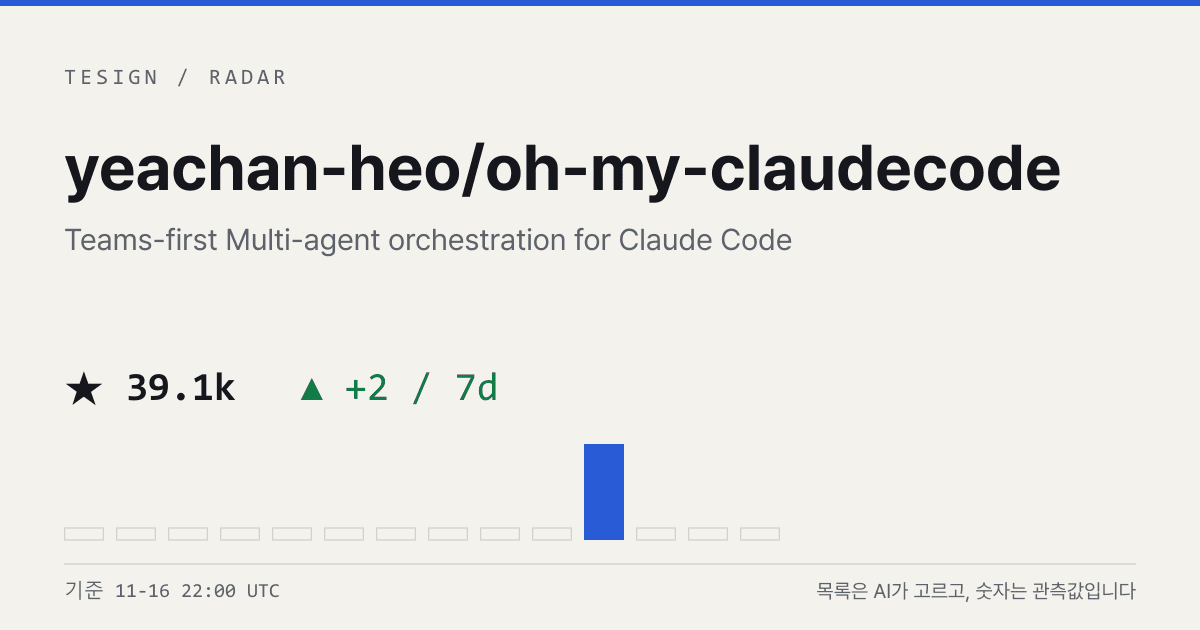 TESIGN / RADAR
yeachan-heo/oh-my-claudecode
Teams-first Multi-agent orchestration for Claude Code
★ 39.1k ▲ +2 / 7d
기준 11-16 22:00 UTC
목록은 AI가 고르고, 숫자는 관측값입니다